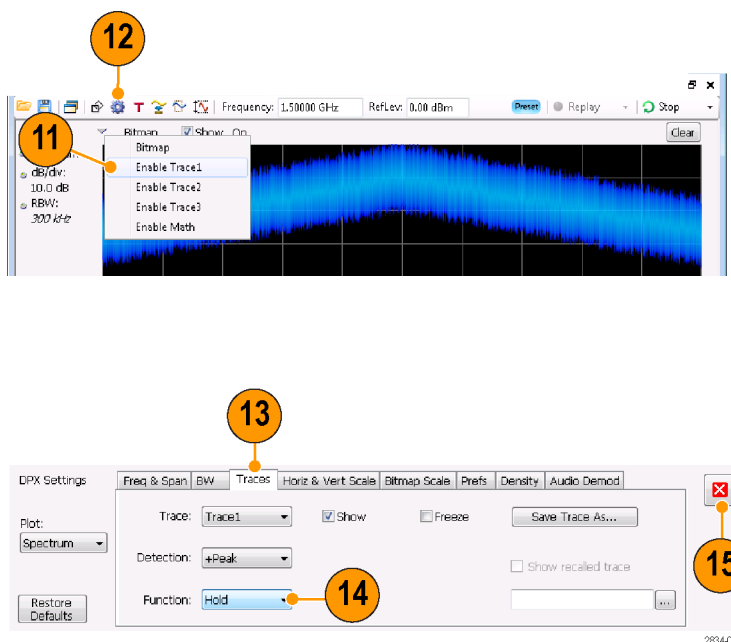 12
T Frequency: 1.50000 GHz RefLev: 0.00 dBm Preset Replay Stop
11
Bitmap Show On Clear
Bitmap
Enable Trace1
Enable Trace2
Enable Trace3
Enable Math
dB/div:
10.0 dB
RBW:
300 kHz
13
DPX Settings Freq & Span BW Traces Horiz & Vert Scale Bitmap Scale Prefs Density Audio Demod
Trace: Trace1 Show Freeze Save Trace As...
Plot:
Spectrum
Detection: +Peak Show recalled trace
15
Function: Hold 14 ...
Restore
Defaults